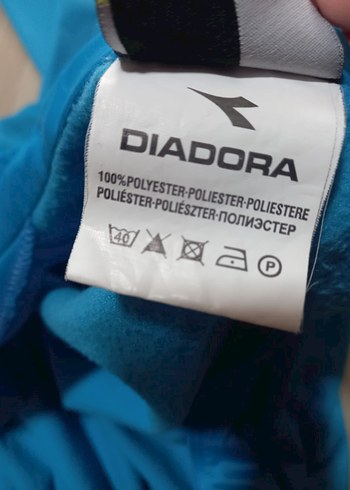 DIADORA
100%POLYESTER·POLIESTER·POLIESTERE
POLIÉSTER·POLIÉSZTER·ПОЛИЭСТЕР
40 P